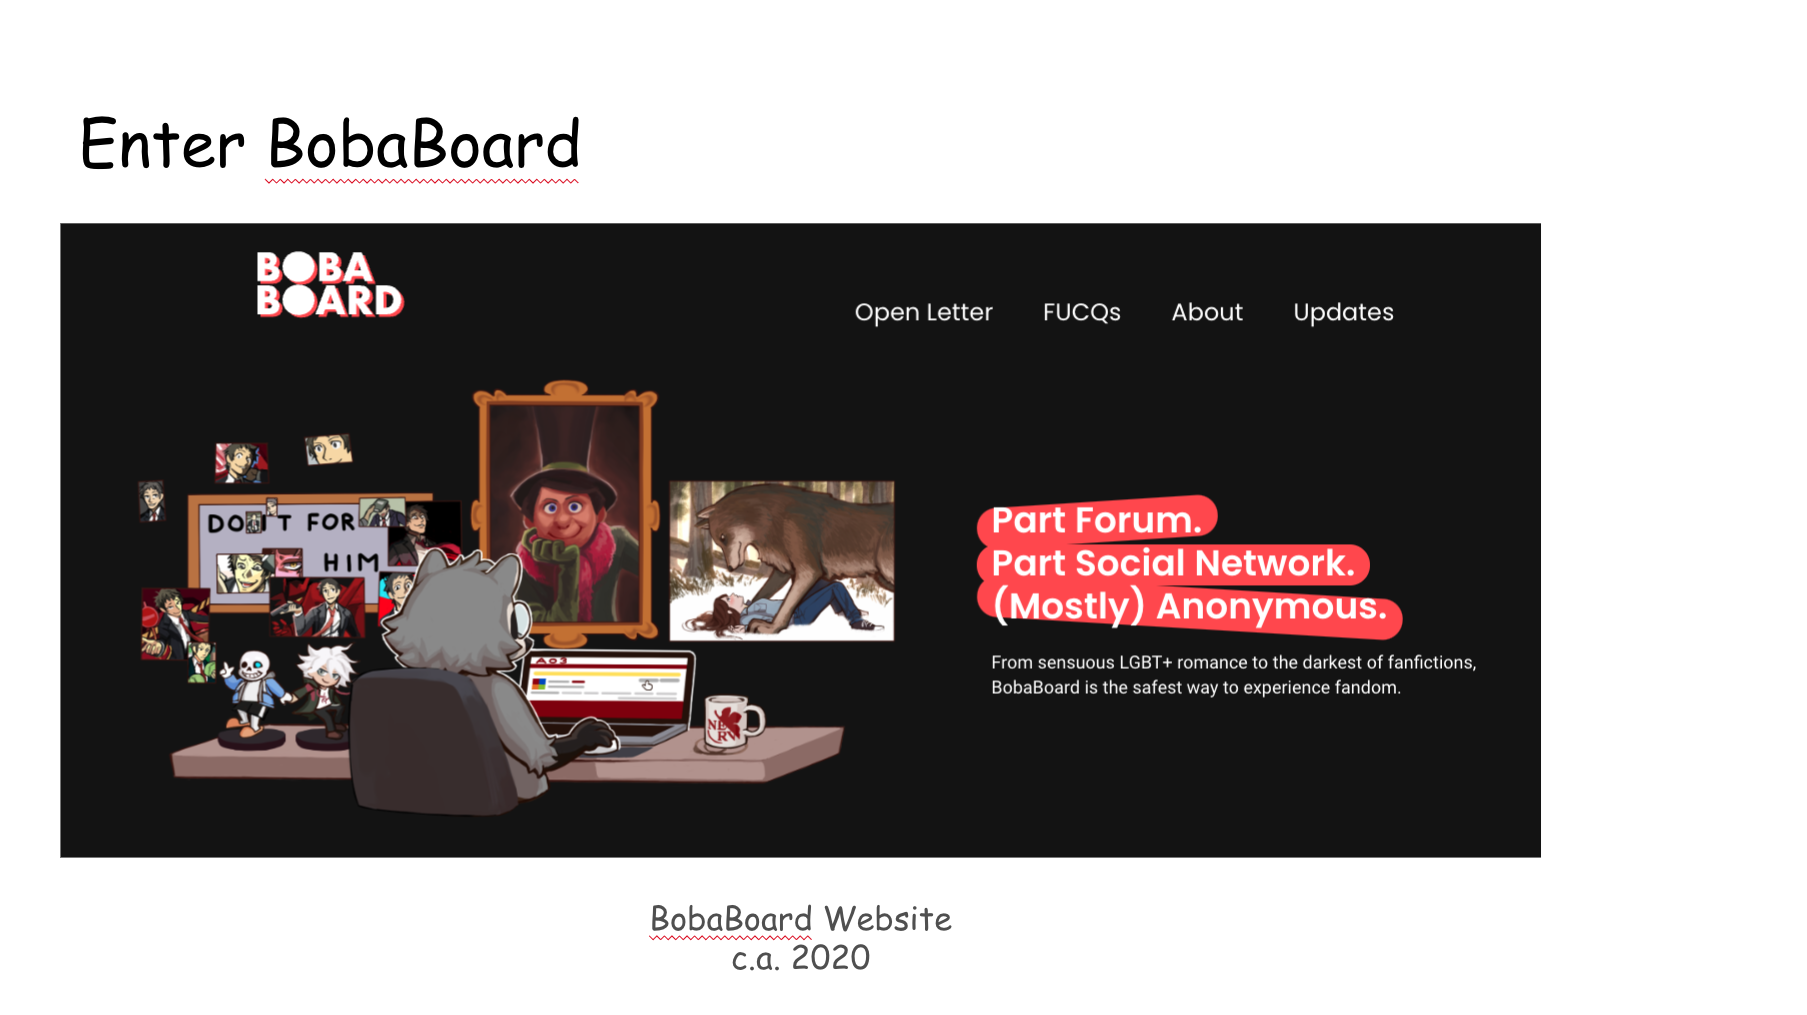 Enter BobaBoard
BOBA
BOARD
Open Letter FUCQs About Updates
DO IT FOR
HIM
Part Forum.
Part Social Network.
(Mostly) Anonymous.
From sensuous LGBT+ romance to the darkest of fanfictions,
BobaBoard is the safest way to experience fandom.
AO3
NERV
BobaBoard Website
c.a. 2020